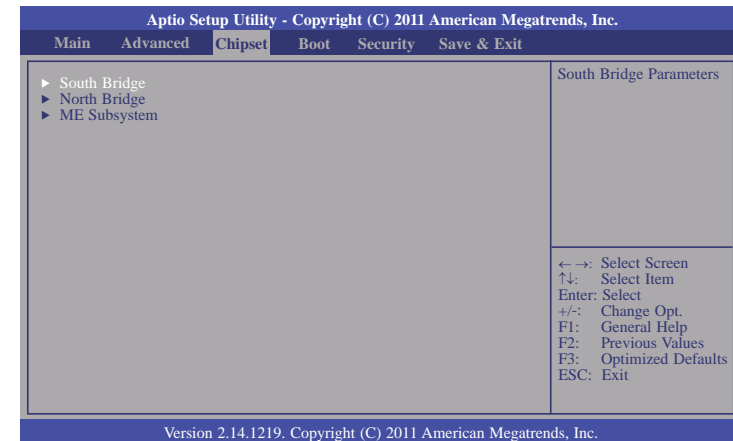 Aptio Setup Utility - Copyright (C) 2011 American Megatrends, Inc.
Main Advanced Chipset Boot Security Save & Exit
► South Bridge
► North Bridge
► ME Subsystem
South Bridge Parameters
←→: Select Screen
↑↓: Select Item
Enter: Select
+/-: Change Opt.
F1: General Help
F2: Previous Values
F3: Optimized Defaults
ESC: Exit
Version 2.14.1219. Copyright (C) 2011 American Megatrends, Inc.